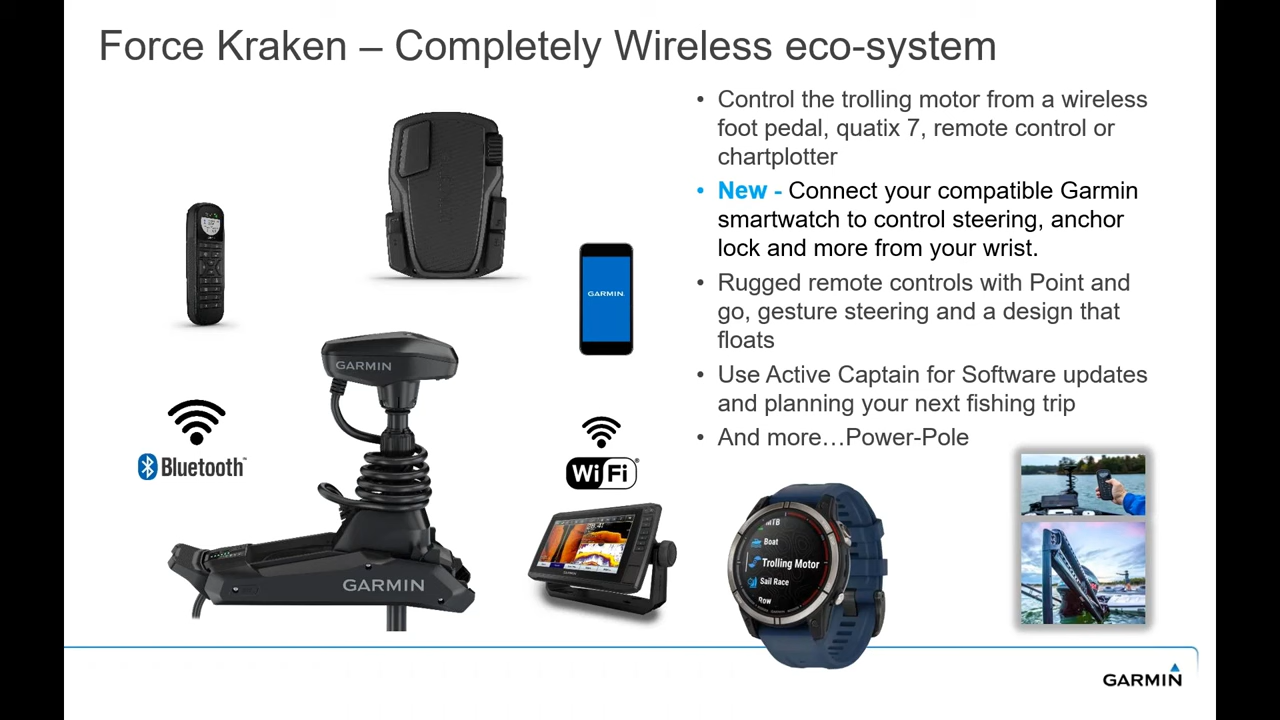 Force Kraken – Completely Wireless eco-system
• Control the trolling motor from a wireless
foot pedal, quatix 7, remote control or
chartplotter
• New - Connect your compatible Garmin
smartwatch to control steering, anchor
lock and more from your wrist.
• Rugged remote controls with Point and
go, gesture steering and a design that
floats
• Use Active Captain for Software updates
and planning your next fishing trip
• And more…Power-Pole
GARMIN
GARMIN
Bluetooth™
WiFi®
GARMIN
MTB
Boat
Trolling Motor
Sail Race
Row
GARMIN